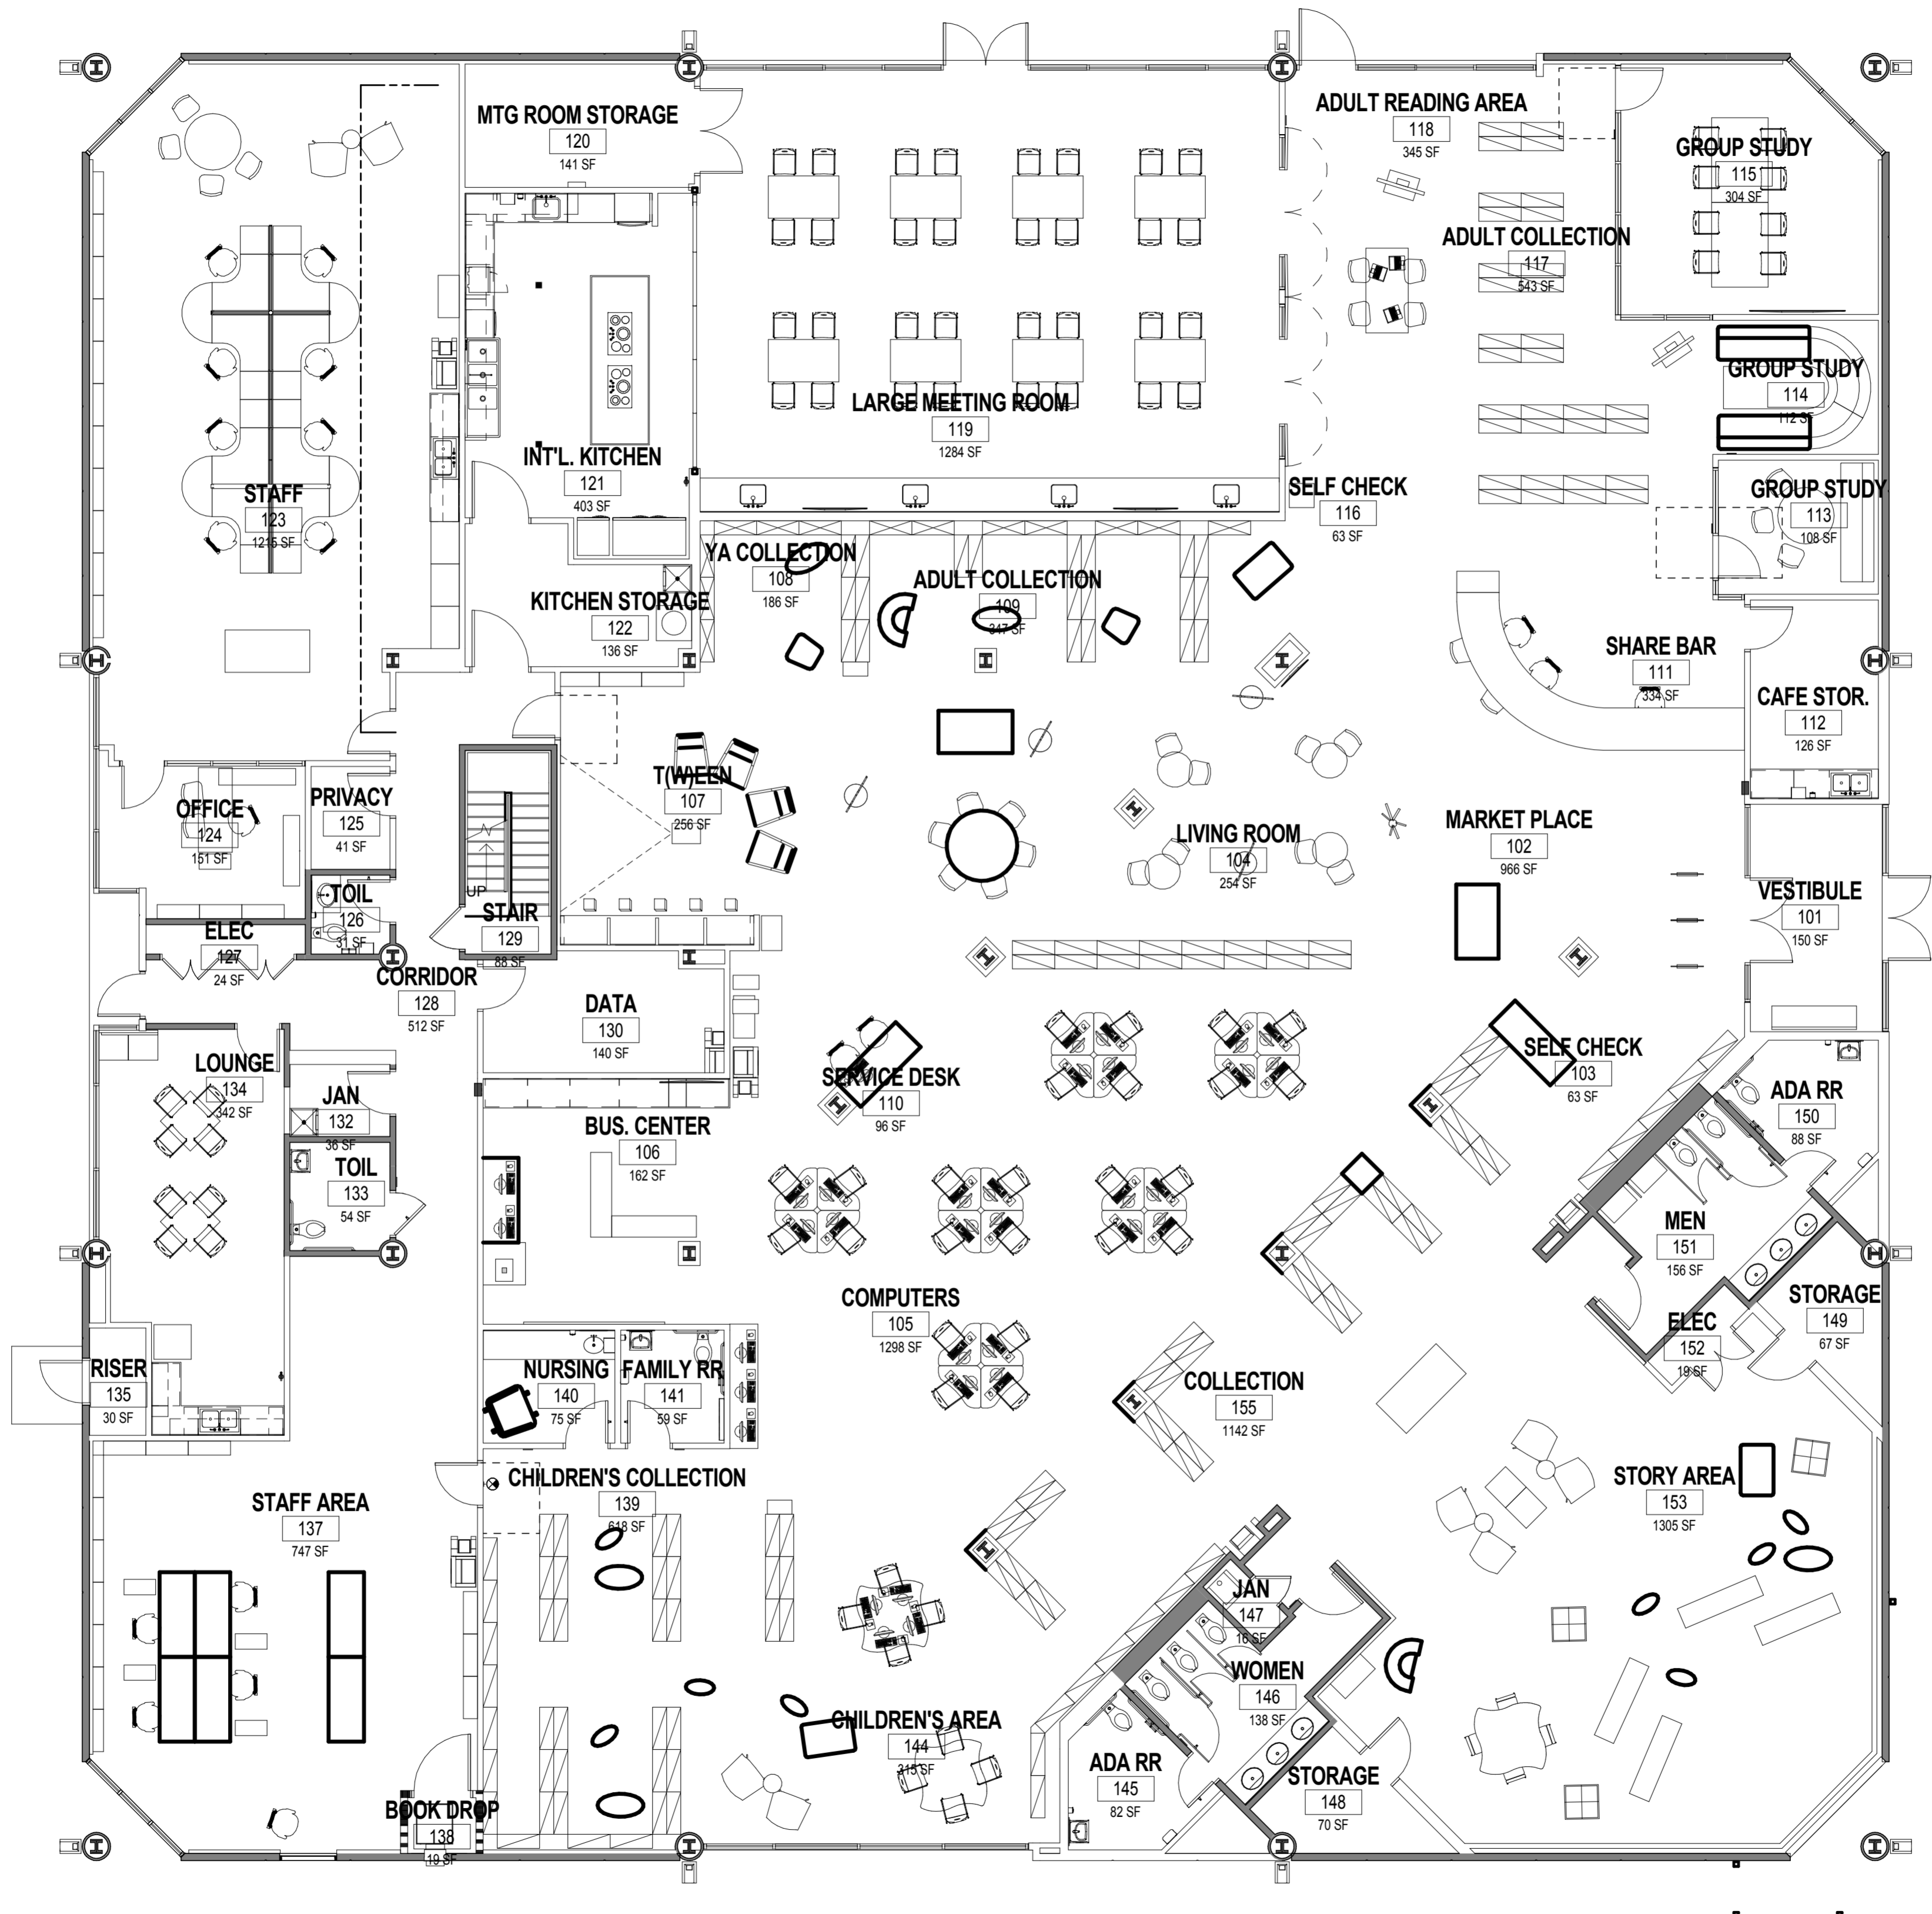 MTG ROOM STORAGE
120
141 SF
ADULT READING AREA
118
345 SF
GROUP STUDY
115
304 SF
ADULT COLLECTION
117
543 SF
GROUP STUDY
114
112 SF
LARGE MEETING ROOM
119
1284 SF
INT'L. KITCHEN
121
403 SF
STAFF
123
1215 SF
SELF CHECK
116
63 SF
GROUP STUDY
113
108 SF
YA COLLECTION
108
186 SF
ADULT COLLECTION
109
347 SF
KITCHEN STORAGE
122
136 SF
SHARE BAR
111
334 SF
CAFE STOR.
112
126 SF
T(W)EEN
107
256 SF
OFFICE
124
151 SF
PRIVACY
125
41 SF
LIVING ROOM
104
254 SF
MARKET PLACE
102
966 SF
VESTIBULE
101
150 SF
UP
TOIL
126
31 SF
STAIR
129
88 SF
ELEC
127
24 SF
CORRIDOR
128
512 SF
DATA
130
140 SF
LOUNGE
134
342 SF
SERVICE DESK
110
96 SF
SELF CHECK
103
63 SF
JAN
132
36 SF
ADA RR
150
88 SF
BUS. CENTER
106
162 SF
TOIL
133
54 SF
MEN
151
156 SF
COMPUTERS
105
1298 SF
STORAGE
149
67 SF
ELEC
152
19 SF
RISER
135
30 SF
NURSING
140
75 SF
FAMILY RR
141
59 SF
COLLECTION
155
1142 SF
CHILDREN'S COLLECTION
139
618 SF
STORY AREA
153
1305 SF
STAFF AREA
137
747 SF
JAN
147
16 SF
WOMEN
146
138 SF
CHILDREN'S AREA
144
315 SF
ADA RR
145
82 SF
STORAGE
148
70 SF
BOOK DROP
138
19 SF